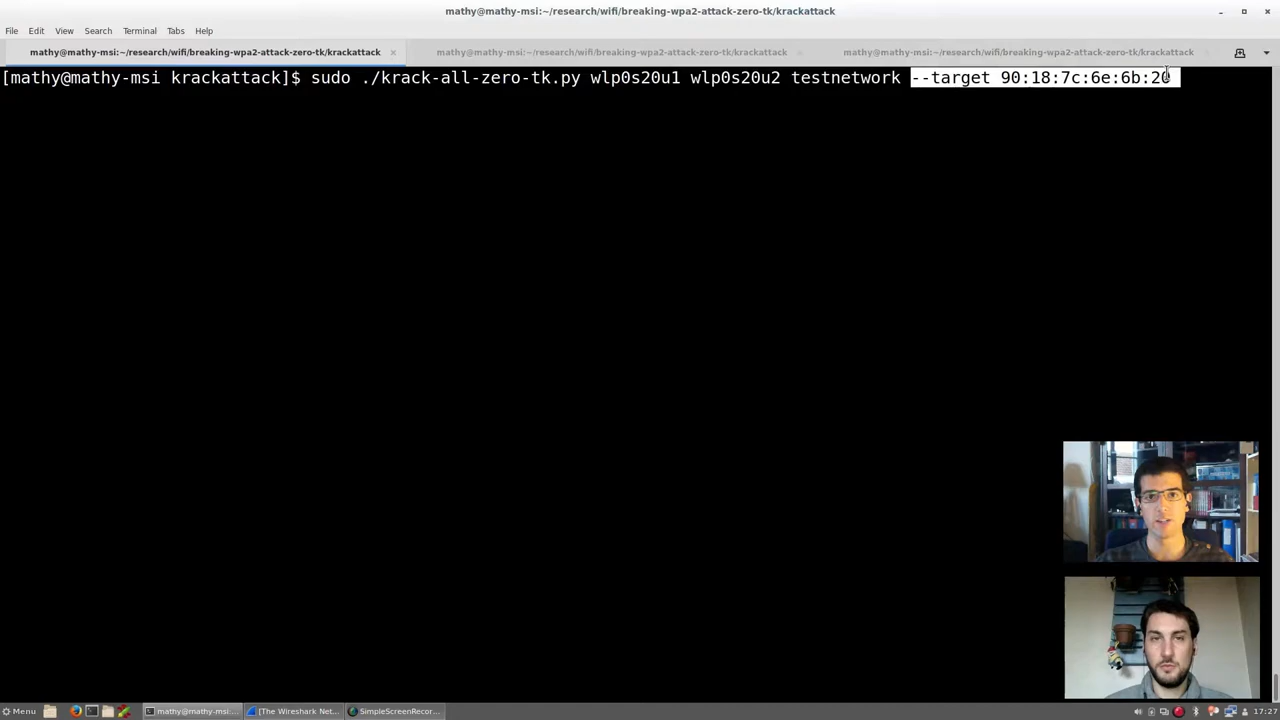 mathy@mathy-msi:~/research/wifi/breaking-wpa2-attack-zero-tk/krackattack
File Edit View Search Terminal Tabs Help
mathy@mathy-msi:~/research/wifi/breaking-wpa2-attack-zero-tk/krackattack mathy@mathy-msi:~/research/wifi/breaking-wpa2-attack-zero-tk/krackattack mathy@mathy-msi:~/research/wifi/breaking-wpa2-attack-zero-tk/krackattack
[mathy@mathy-msi krackattack]$ sudo ./krack-all-zero-tk.py wlp0s20u1 wlp0s20u2 testnetwork --target 90:18:7c:6e:6b:20
Menu mathy@mathy-msi:... [The Wireshark Net... SimpleScreenRecor... 17:27